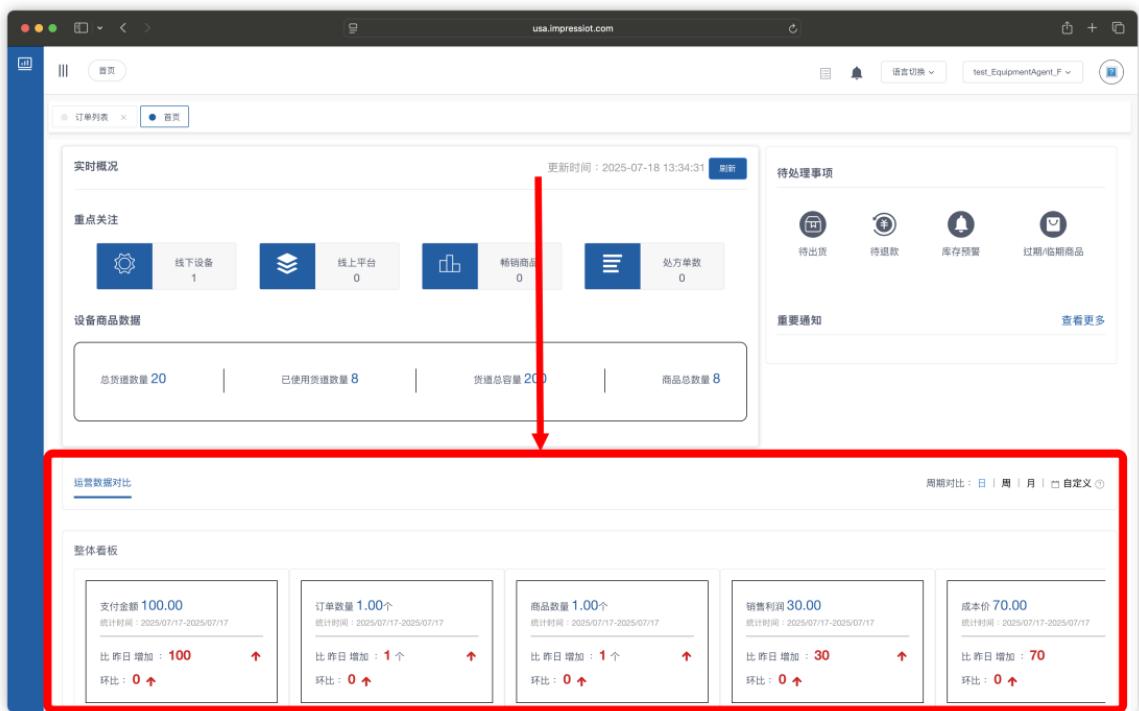 usa.impressiot.com
首页
语言切换
test_EquipmentAgent_F
订单列表 ×
首页
实时概况
更新时间：2025-07-18 13:34:31 刷新
重点关注
线下设备
1
线上平台
0
畅销商品
0
处方单数
0
设备商品数据
总货道数量 20
已使用货道数量 8
货道总容量 200
商品总数量 8
待处理事项
待出货
待退款
库存预警
过期/临期商品
重要通知 查看更多
运营数据对比
周期对比： 日 | 周 | 月 | 自定义
整体看板
支付金额 100.00
统计时间：2025/07/17-2025/07/17
比 昨日 增加 ： 100
环比： 0
订单数量 1.00个
统计时间：2025/07/17-2025/07/17
比 昨日 增加 ： 1 个
环比： 0
商品数量 1.00个
统计时间：2025/07/17-2025/07/17
比 昨日 增加 ： 1 个
环比： 0
销售利润 30.00
统计时间：2025/07/17-2025/07/17
比 昨日 增加 ： 30
环比： 0
成本价 70.00
统计时间：2025/07/17-2025/07/17
比 昨日 增加 ： 70
环比： 0